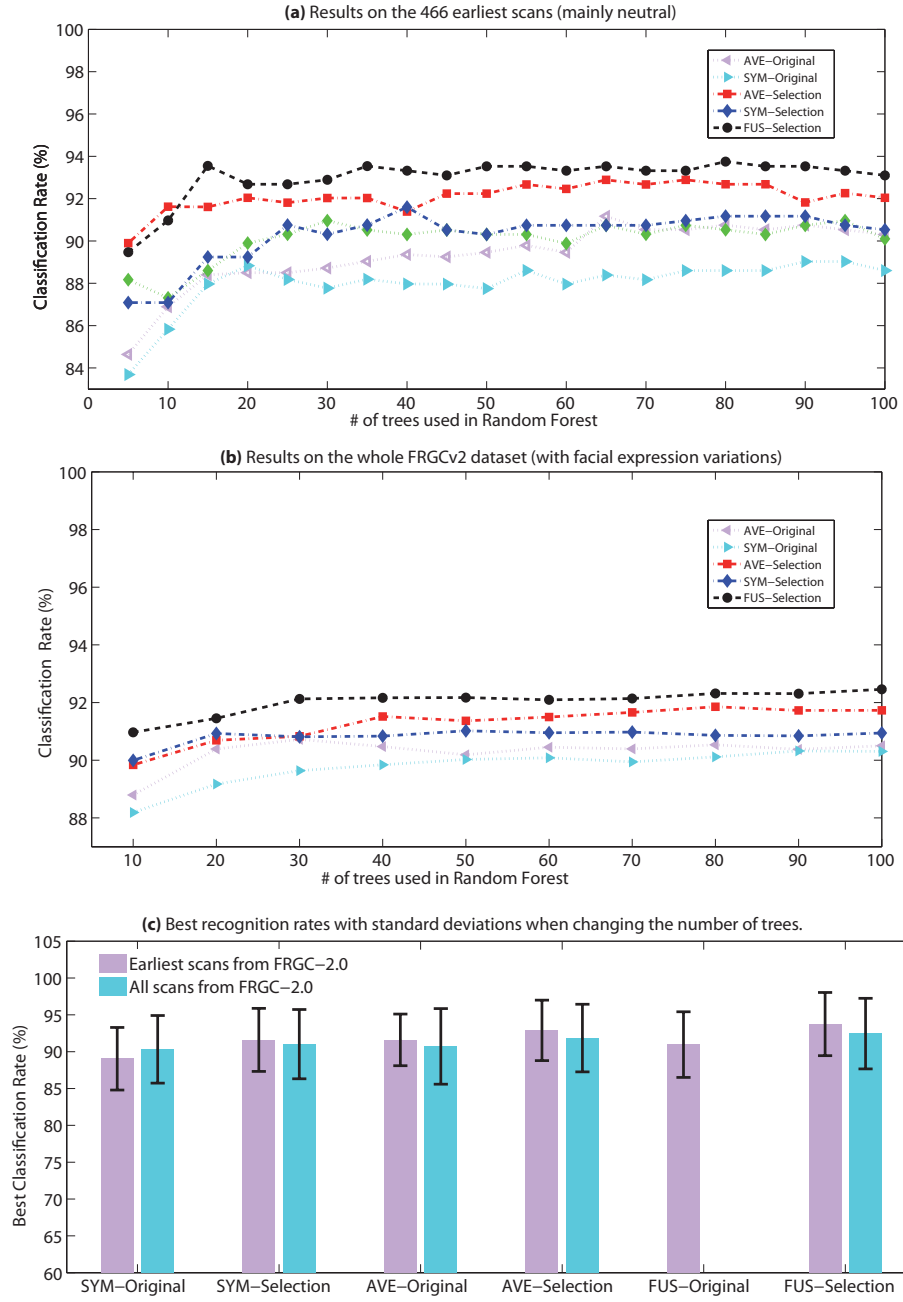 (a) Results on the 466 earliest scans (mainly neutral)
100
98
96
94
92
90
88
86
84
Classification Rate (%)
AVE−Original
SYM−Original
AVE−Selection
SYM−Selection
FUS−Selection
0 10 20 30 40 50 60 70 80 90 100
# of trees used in Random Forest
(b) Results on the whole FRGCv2 dataset (with facial expression variations)
100
98
96
94
92
90
88
Classification Rate (%)
AVE−Original
SYM−Original
AVE−Selection
SYM−Selection
FUS−Selection
10 20 30 40 50 60 70 80 90 100
# of trees used in Random Forest
(c) Best recognition rates with standard deviations when changing the number of trees.
105
100
95
90
85
80
75
70
65
60
Best Classification Rate (%)
Earliest scans from FRGC−2.0
All scans from FRGC−2.0
SYM−Original SYM−Selection AVE−Original AVE−Selection FUS−Original FUS−Selection